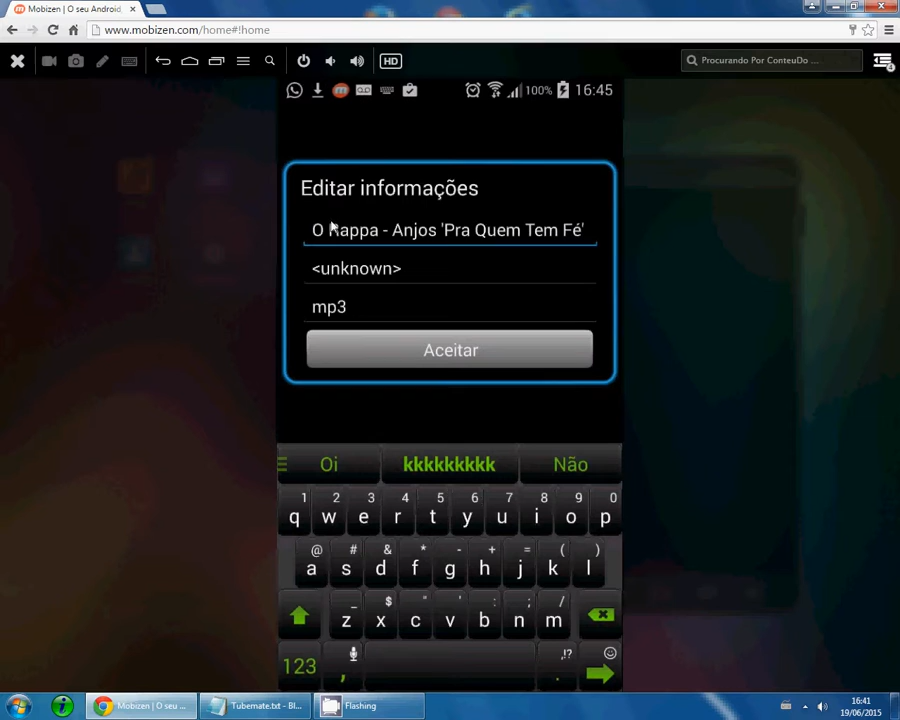 Mobizen | O seu Android
www.mobizen.com/home#!home
HD
Procurando Por ConteuDo ...
4
100% 16:45
Editar informações
O Rappa - Anjos 'Pra Quem Tem Fé'
<unknown>
mp3
Aceitar
Oi kkkkkkkkk Não
1 2 3 4 5 6 7 8 9 0
q w e r t y u i o p
@ # & * - + = ( )
a s d f g h j k l
_ $ " ' : ; /
z x c v b n m
,!?
123 , .
Mobizen | O seu ... Tubemate.txt - Bl... Flashing
16:41
19/06/2015